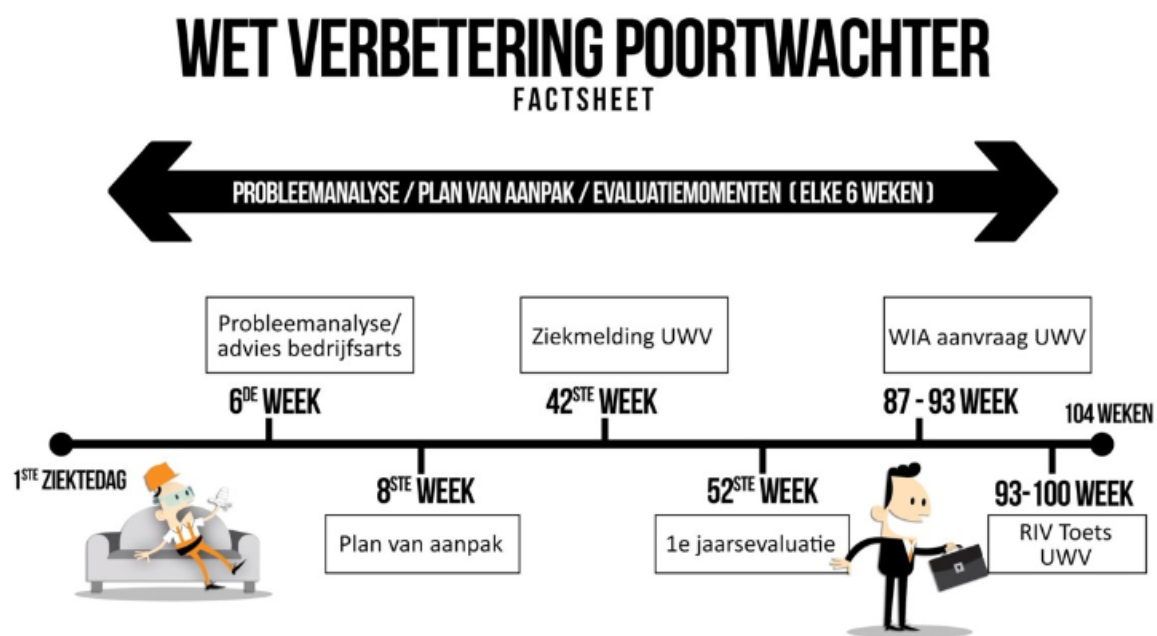 WET VERBETERING POORTWACHTER
FACTSHEET
PROBLEEMANALYSE / PLAN VAN AANPAK / EVALUATIEMOMENTEN ( ELKE 6 WEKEN )
Probleemanalyse/
advies bedrijfsarts
Ziekmelding UWV
WIA aanvraag UWV
6DE WEEK
42STE WEEK
87 - 93 WEEK
104 WEKEN
1STE ZIEKTEDAG
8STE WEEK
52STE WEEK
93-100 WEEK
Plan van aanpak
1e jaarsevaluatie
RIV Toets
UWV